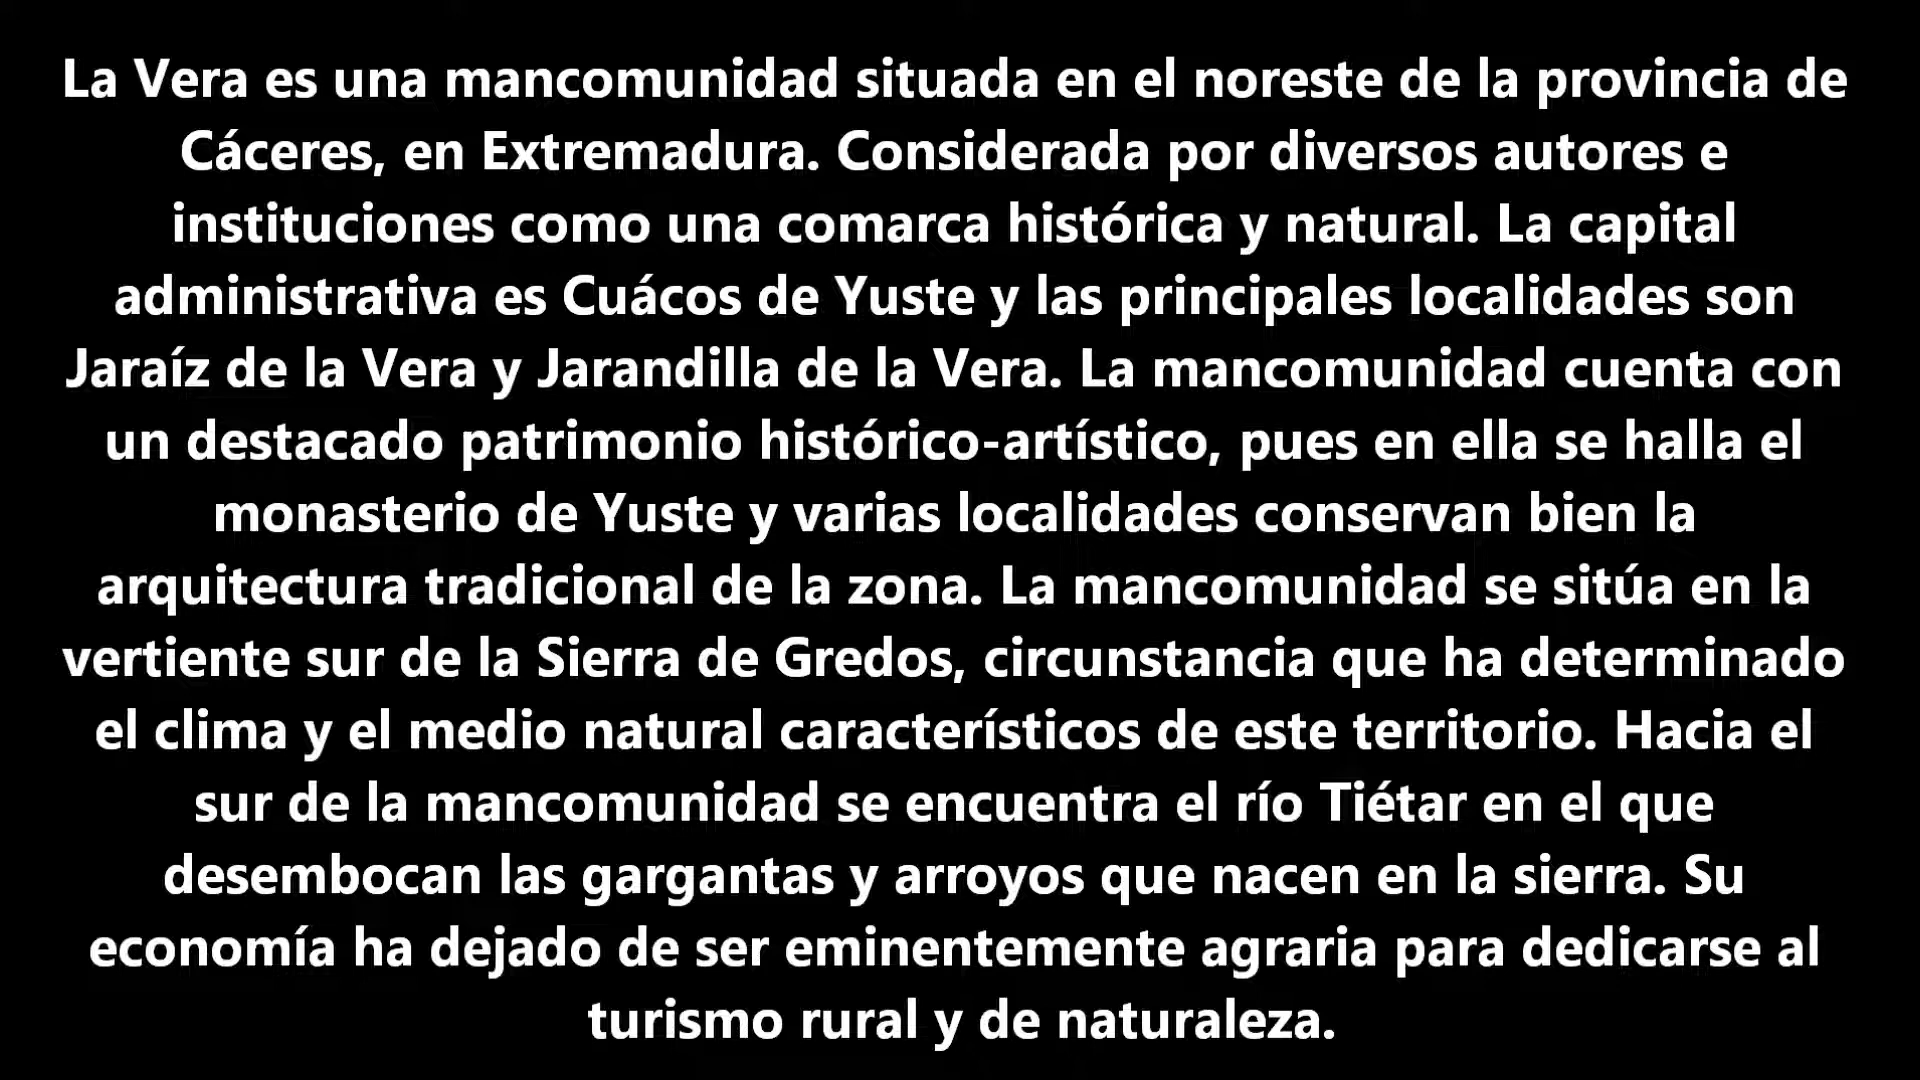 La Vera es una mancomunidad situada en el noreste de la provincia de
Cáceres, en Extremadura. Considerada por diversos autores e
instituciones como una comarca histórica y natural. La capital
administrativa es Cuácos de Yuste y las principales localidades son
Jaraíz de la Vera y Jarandilla de la Vera. La mancomunidad cuenta con
un destacado patrimonio histórico-artístico, pues en ella se halla el
monasterio de Yuste y varias localidades conservan bien la
arquitectura tradicional de la zona. La mancomunidad se sitúa en la
vertiente sur de la Sierra de Gredos, circunstancia que ha determinado
el clima y el medio natural característicos de este territorio. Hacia el
sur de la mancomunidad se encuentra el río Tiétar en el que
desembocan las gargantas y arroyos que nacen en la sierra. Su
economía ha dejado de ser eminentemente agraria para dedicarse al
turismo rural y de naturaleza.